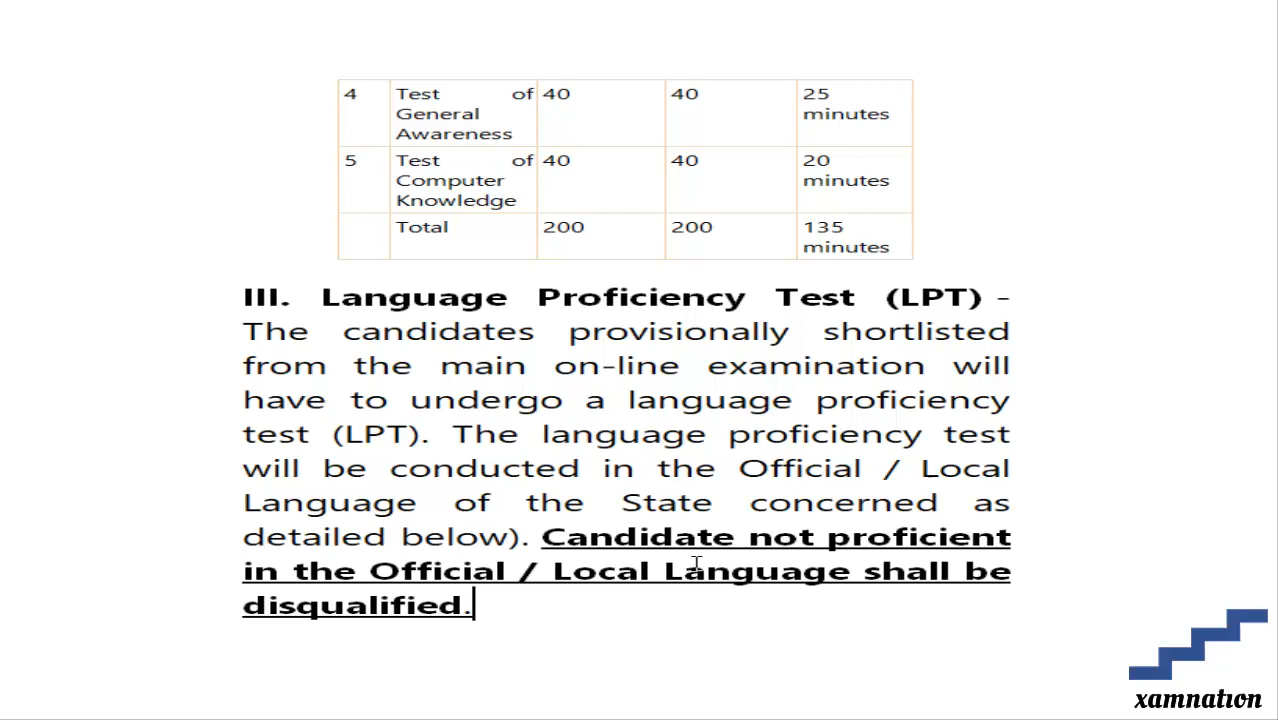 4 Test of 40 40 25
General minutes
Awareness
5 Test of 40 40 20
Computer minutes
Knowledge
Total 200 200 135
minutes
III. Language Proficiency Test (LPT) -
The candidates provisionally shortlisted
from the main on-line examination will
have to undergo a language proficiency
test (LPT). The language proficiency test
will be conducted in the Official / Local
Language of the State concerned as
detailed below). Candidate not proficient
in the Official / Local Language shall be
disqualified.
xamnation